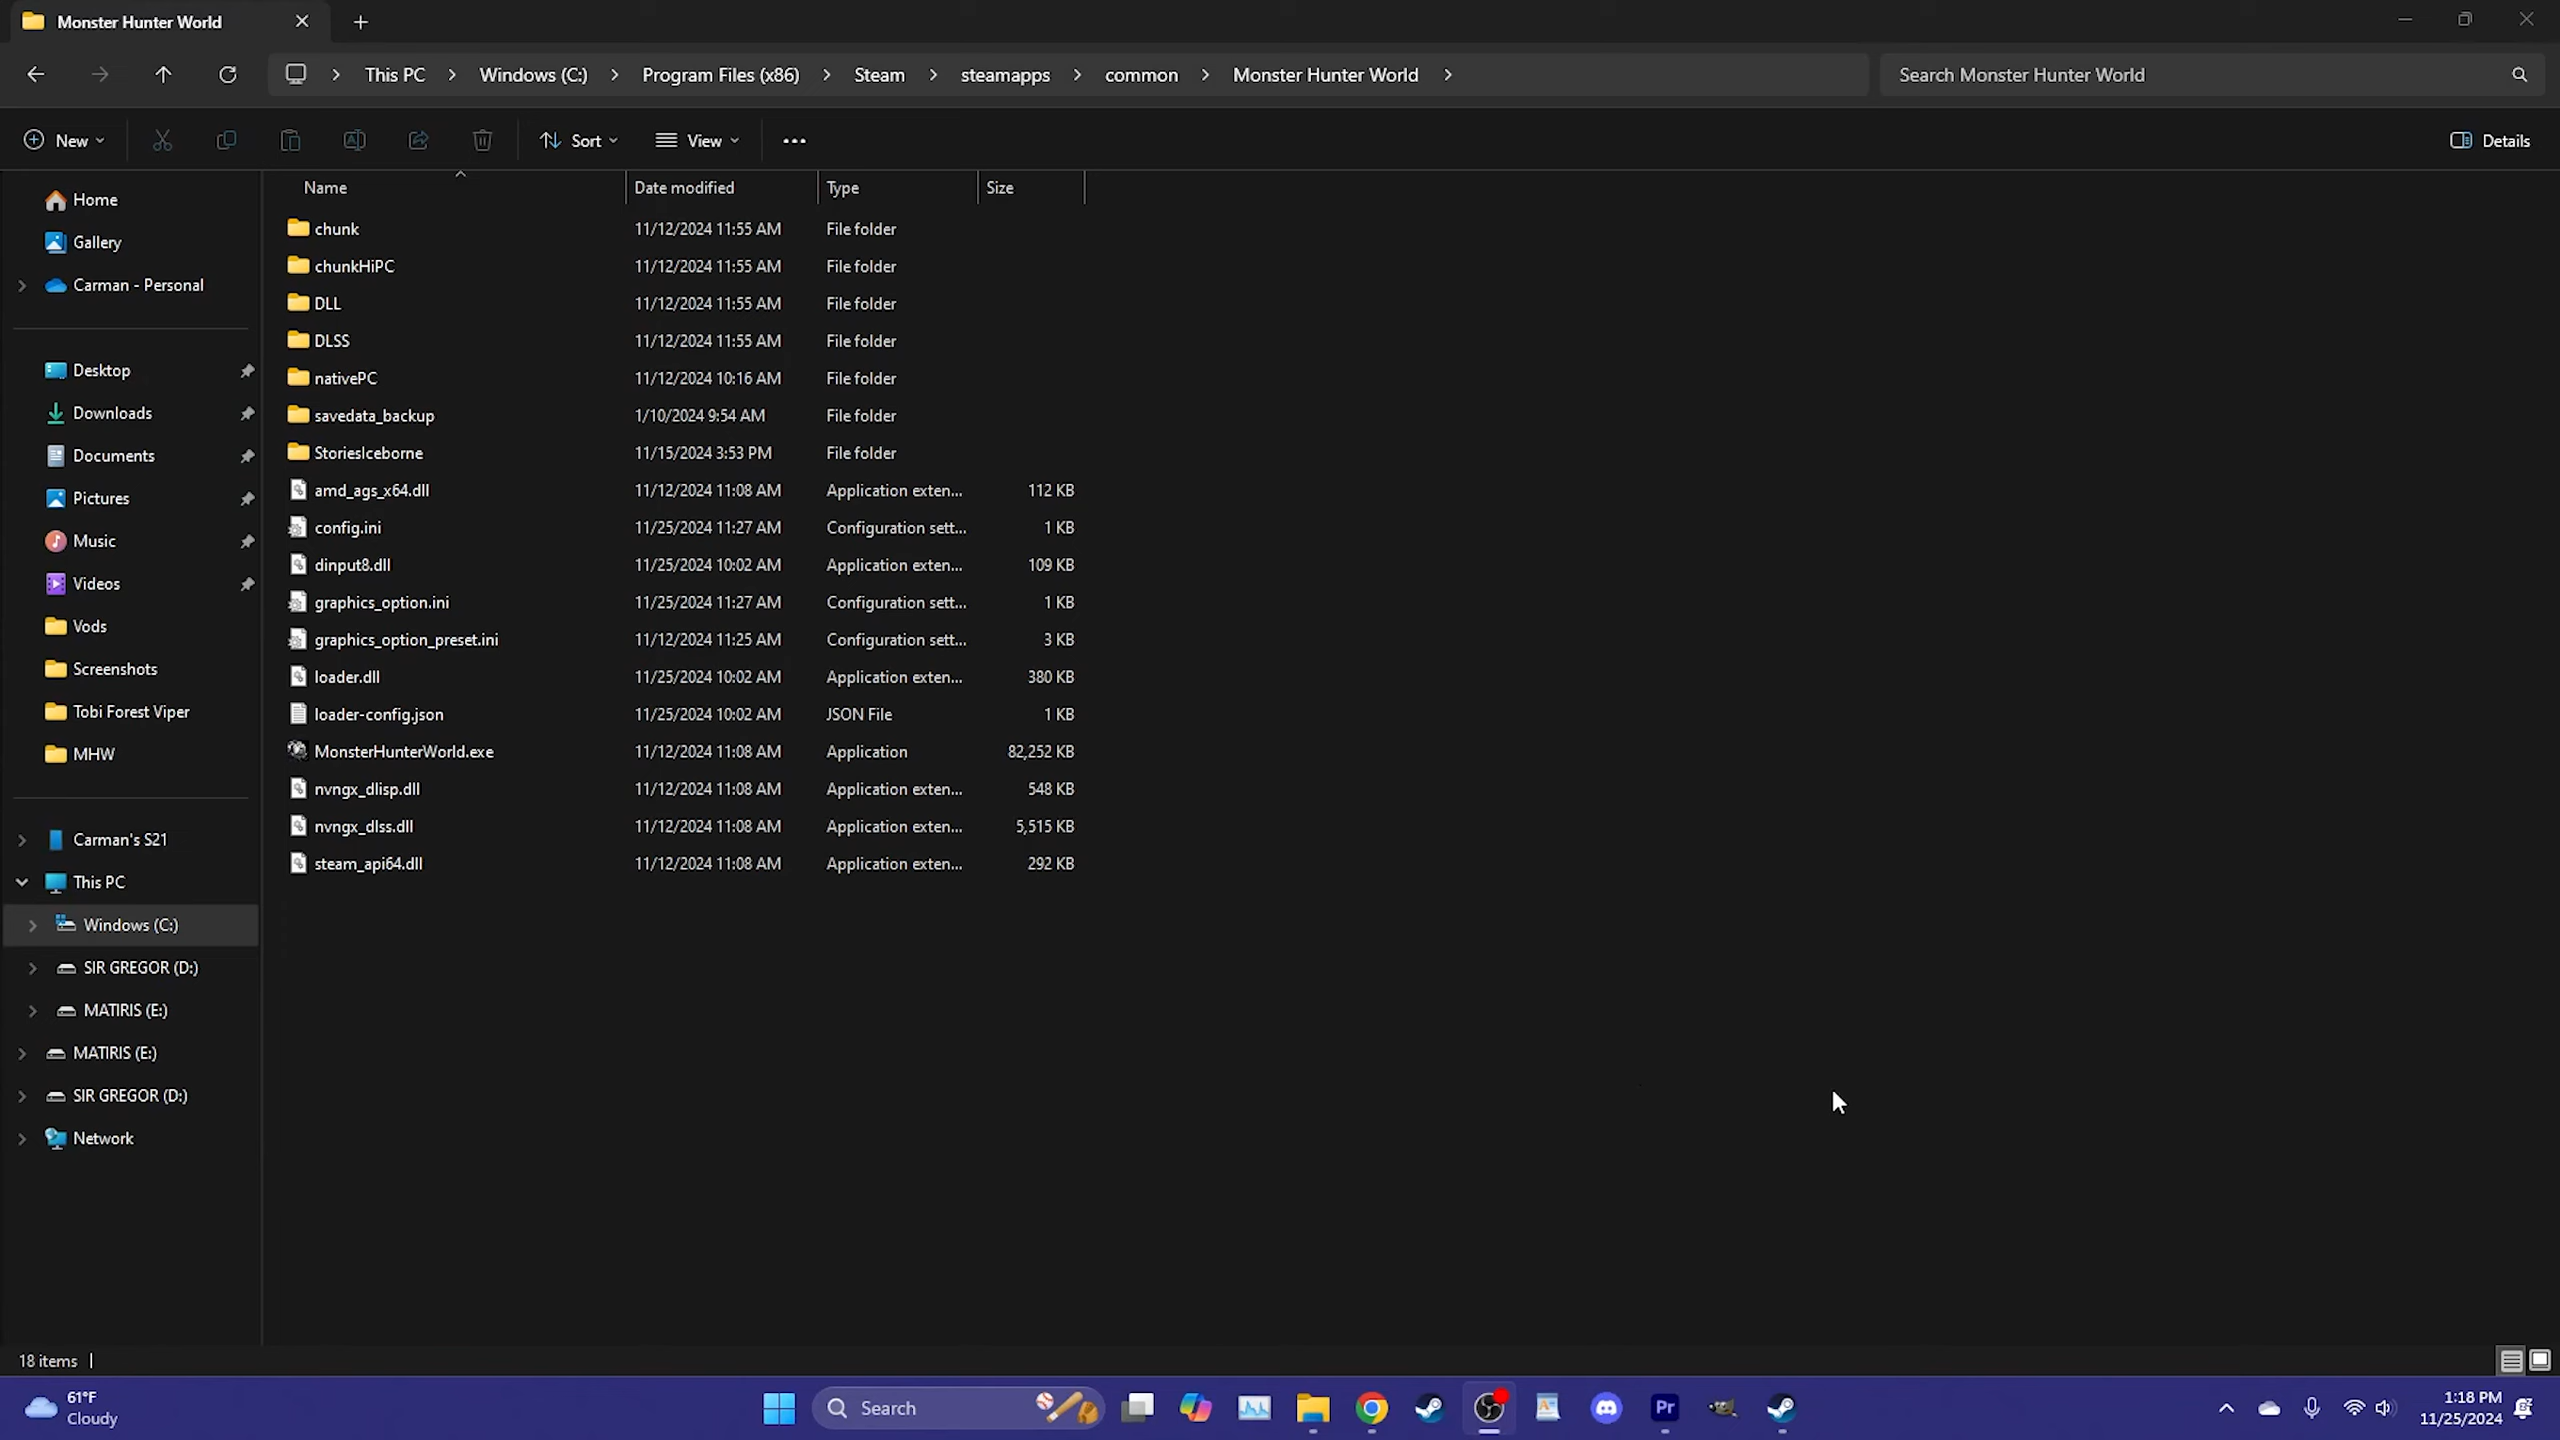 Monster Hunter World
This PC > Windows (C:) > Program Files (x86) > Steam > steamapps > common > Monster Hunter World >
Search Monster Hunter World
New
Sort
View
Details
Name Date modified Type Size
Home
Gallery
Carman - Personal
Desktop
Downloads
Documents
Pictures
Music
Videos
Vods
Screenshots
Tobi Forest Viper
MHW
Carman's S21
This PC
Windows (C:)
SIR GREGOR (D:)
MATIRIS (E:)
MATIRIS (E:)
SIR GREGOR (D:)
Network
chunk 11/12/2024 11:55 AM File folder
chunkHiPC 11/12/2024 11:55 AM File folder
DLL 11/12/2024 11:55 AM File folder
DLSS 11/12/2024 11:55 AM File folder
nativePC 11/12/2024 10:16 AM File folder
savedata_backup 1/10/2024 9:54 AM File folder
StoriesIceborne 11/15/2024 3:53 PM File folder
amd_ags_x64.dll 11/12/2024 11:08 AM Application exten... 112 KB
config.ini 11/25/2024 11:27 AM Configuration sett... 1 KB
dinput8.dll 11/25/2024 10:02 AM Application exten... 109 KB
graphics_option.ini 11/25/2024 11:27 AM Configuration sett... 1 KB
graphics_option_preset.ini 11/12/2024 11:25 AM Configuration sett... 3 KB
loader.dll 11/25/2024 10:02 AM Application exten... 380 KB
loader-config.json 11/25/2024 10:02 AM JSON File 1 KB
MonsterHunterWorld.exe 11/12/2024 11:08 AM Application 82,252 KB
nvngx_dlisp.dll 11/12/2024 11:08 AM Application exten... 548 KB
nvngx_dlss.dll 11/12/2024 11:08 AM Application exten... 5,515 KB
steam_api64.dll 11/12/2024 11:08 AM Application exten... 292 KB
18 items
61°F
Cloudy
Search
Pr
1:18 PM
11/25/2024